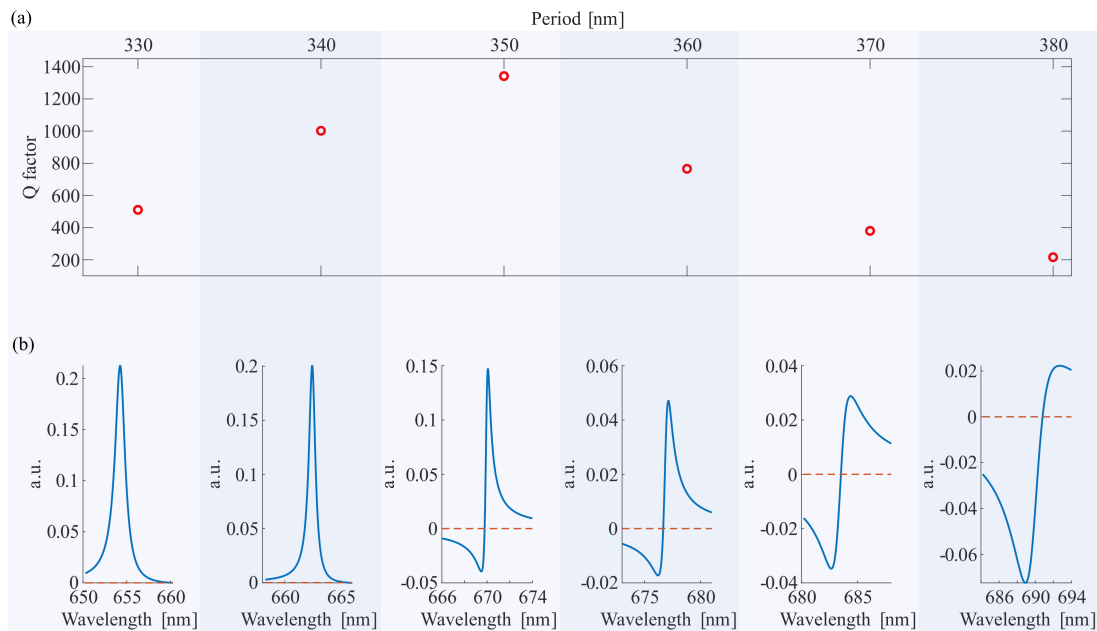 (a)
Period [nm]
330 340 350 360 370 380
1400
1200
1000
800
600
400
200
Q factor
(b)
0.2
0.15
0.1
0.05
0
a.u.
650 655 660
Wavelength [nm]
0.2
0.15
0.1
0.05
0
a.u.
660 665
Wavelength [nm]
0.15
0.1
0.05
0
-0.05
a.u.
666 670 674
Wavelength [nm]
0.06
0.04
0.02
0
-0.02
a.u.
675 680
Wavelength [nm]
0.04
0.02
0
-0.02
-0.04
a.u.
680 685
Wavelength [nm]
0.02
0
-0.02
-0.04
-0.06
a.u.
686 690 694
Wavelength [nm]